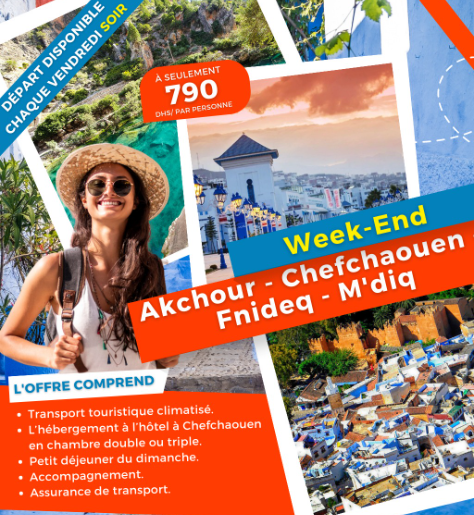 DÉPART DISPONIBLE
CHAQUE VENDREDI SOIR
À SEULEMENT
790
DHS/ PAR PERSONNE
Week-End
Akchour - Chefchaouen -
Fnideq - M'diq
L'OFFRE COMPREND
• Transport touristique climatisé.
• L'hébergement à l'hôtel à Chefchaouen
en chambre double ou triple.
• Petit déjeuner du dimanche.
• Accompagnement.
• Assurance de transport.